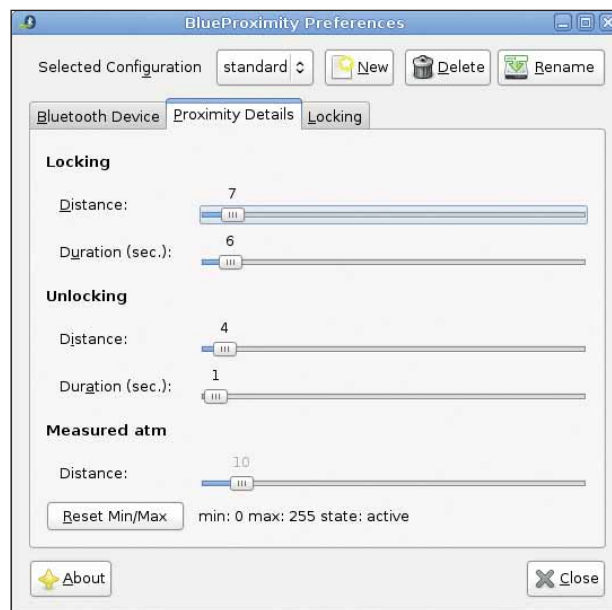 BlueProximity Preferences
Selected Configuration standard New Delete Rename
Bluetooth Device Proximity Details Locking
Locking
7
Distance:
6
Duration (sec.):
Unlocking
4
Distance:
1
Duration (sec.):
Measured atm
10
Distance:
Reset Min/Max min: 0 max: 255 state: active
About Close